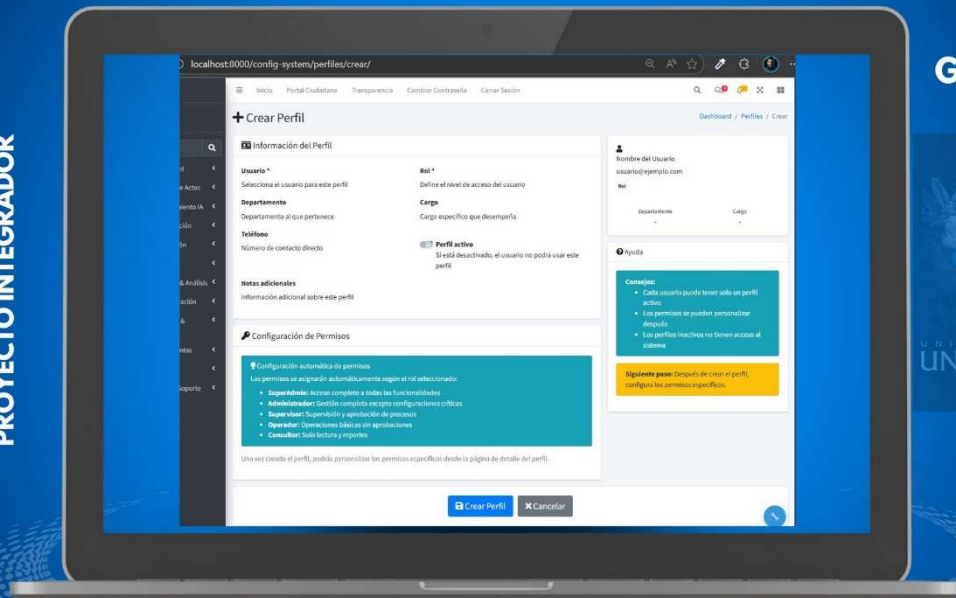 PROYECTO INTEGRADOR
G
UNI
UN
localhost:8000/config-system/perfiles/crear/
Inicio Portal Ciudadano Transparencia Cambiar Contraseña Cerrar Sesión
Crear Perfil
Dashboard / Perfiles / Crear
Información del Perfil
Usuario *
Selecciona el usuario para este perfil
Rol *
Define el nivel de acceso del usuario
Departamento
Departamento al que pertenece
Cargo
Cargo específico que desempeña
Teléfono
Número de contacto directo
Perfil activo
Si está desactivado, el usuario no podrá usar este
perfil
Notas adicionales
Información adicional sobre este perfil
Configuración de Permisos
Configuración automática de permisos
Los permisos se asignarán automáticamente según el rol seleccionado:
SuperAdmin: Acceso completo a todas las funcionalidades
Administrador: Gestión completa excepto configuraciones críticas
Supervisor: Supervisión y aprobación de procesos
Operador: Operaciones básicas sin aprobaciones
Consultor: Solo lectura y reportes
Una vez creado el perfil, podrás personalizar los permisos específicos desde la página de detalle del perfil.
Crear Perfil
Cancelar
Nombre del Usuario
usuario@ejemplo.com
Rol
Departamento Cargo
- -
Ayuda
Consejos:
Cada usuario puede tener solo un perfil
activo
Los permisos se pueden personalizar
después
Los perfiles inactivos no tienen acceso al
sistema
Siguiente paso: Después de crear el perfil,
configura los permisos específicos.
e Actas
iento IA
ción
& Análisis
ración
&
ntas
Soporte